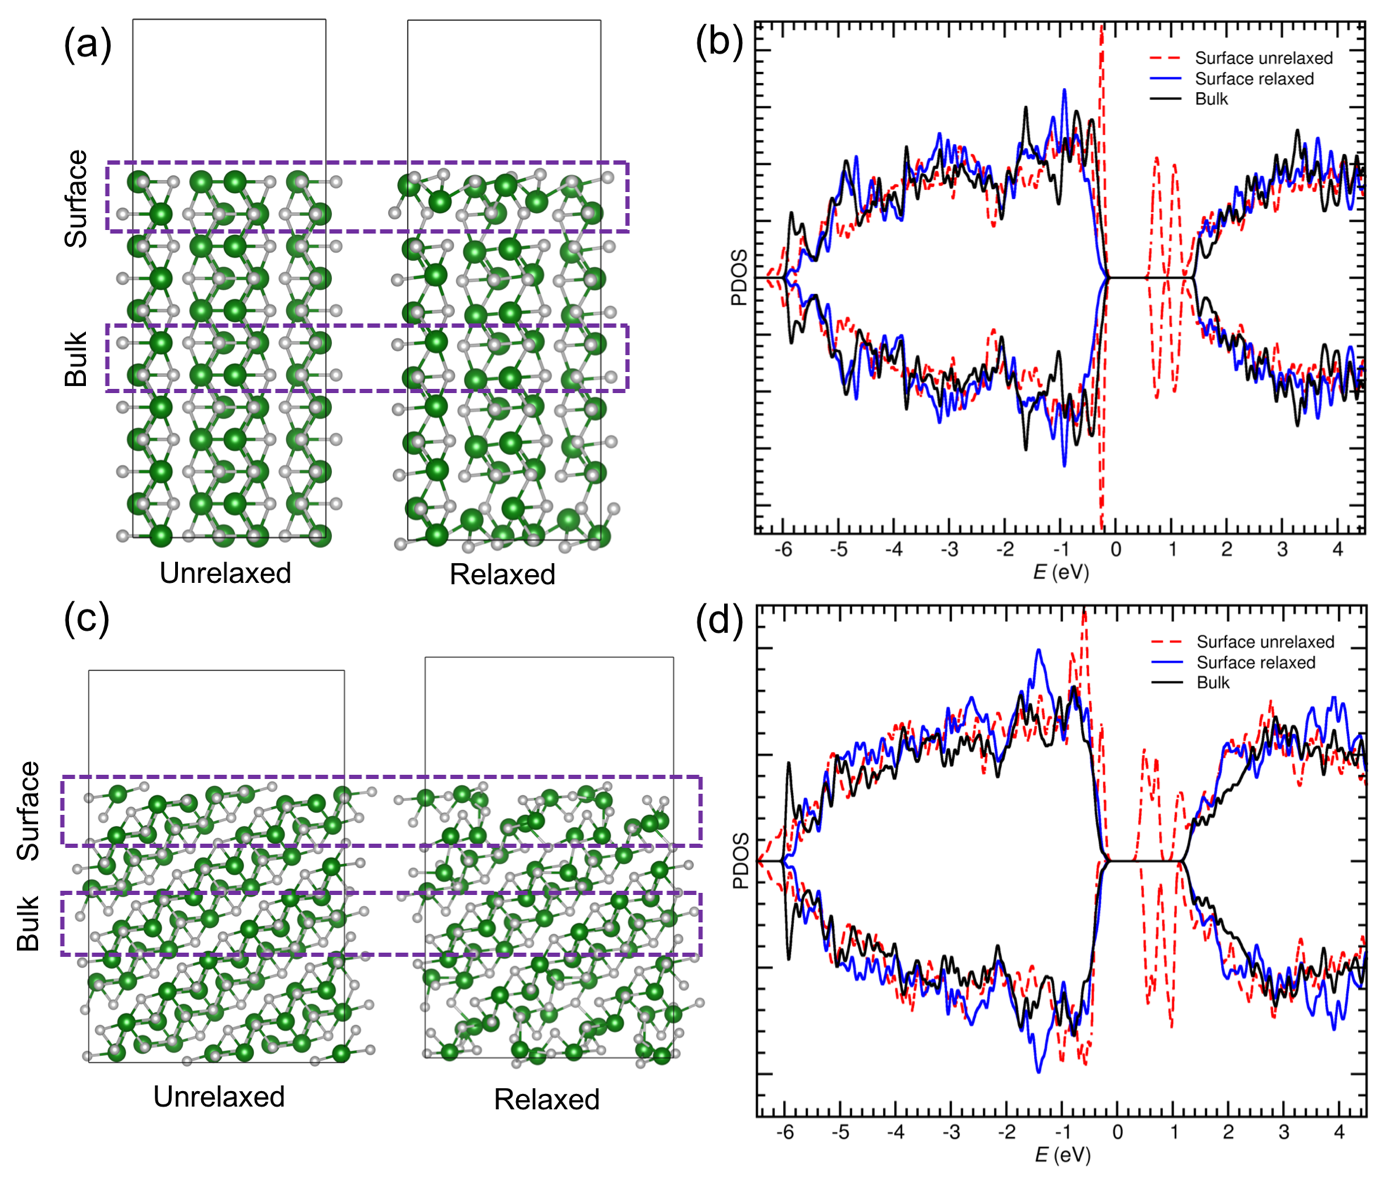 (a)
Surface
Bulk
Unrelaxed
Relaxed
(b)
Surface unrelaxed
Surface relaxed
Bulk
PDOS
-6 -5 -4 -3 -2 -1 0 1 2 3 4
E (eV)
(c)
Surface
Bulk
Unrelaxed
Relaxed
(d)
Surface unrelaxed
Surface relaxed
Bulk
PDOS
-6 -5 -4 -3 -2 -1 0 1 2 3 4
E (eV)